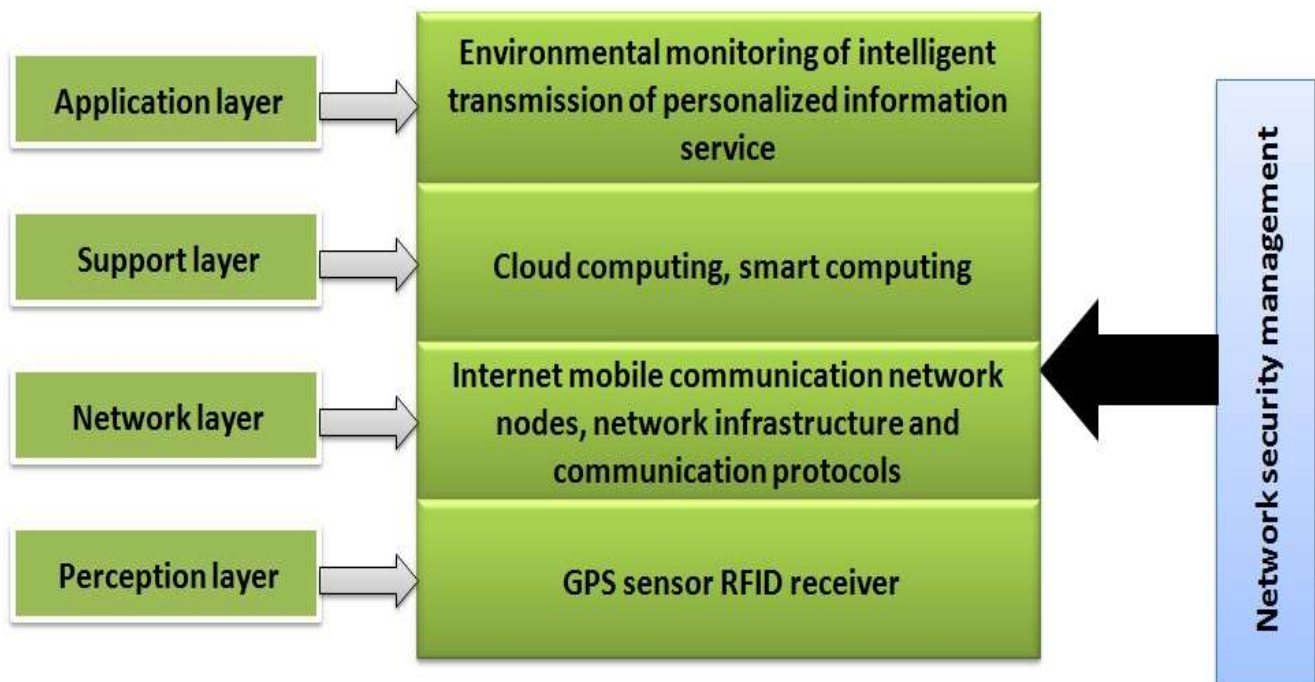 Application layer
Environmental monitoring of intelligent
transmission of personalized information
service
Support layer
Cloud computing, smart computing
Network layer
Internet mobile communication network
nodes, network infrastructure and
communication protocols
Perception layer
GPS sensor RFID receiver
Network security management